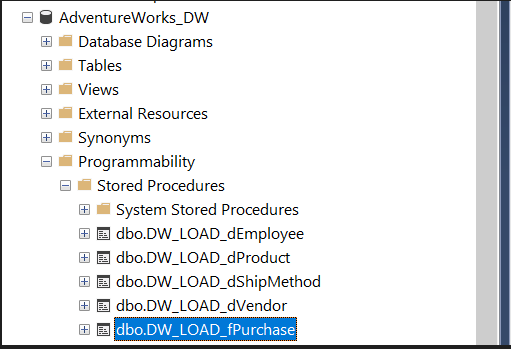 AdventureWorks_DW
Database Diagrams
Tables
Views
External Resources
Synonyms
Programmability
Stored Procedures
System Stored Procedures
dbo.DW_LOAD_dEmployee
dbo.DW_LOAD_dProduct
dbo.DW_LOAD_dShipMethod
dbo.DW_LOAD_dVendor
dbo.DW_LOAD_fPurchase